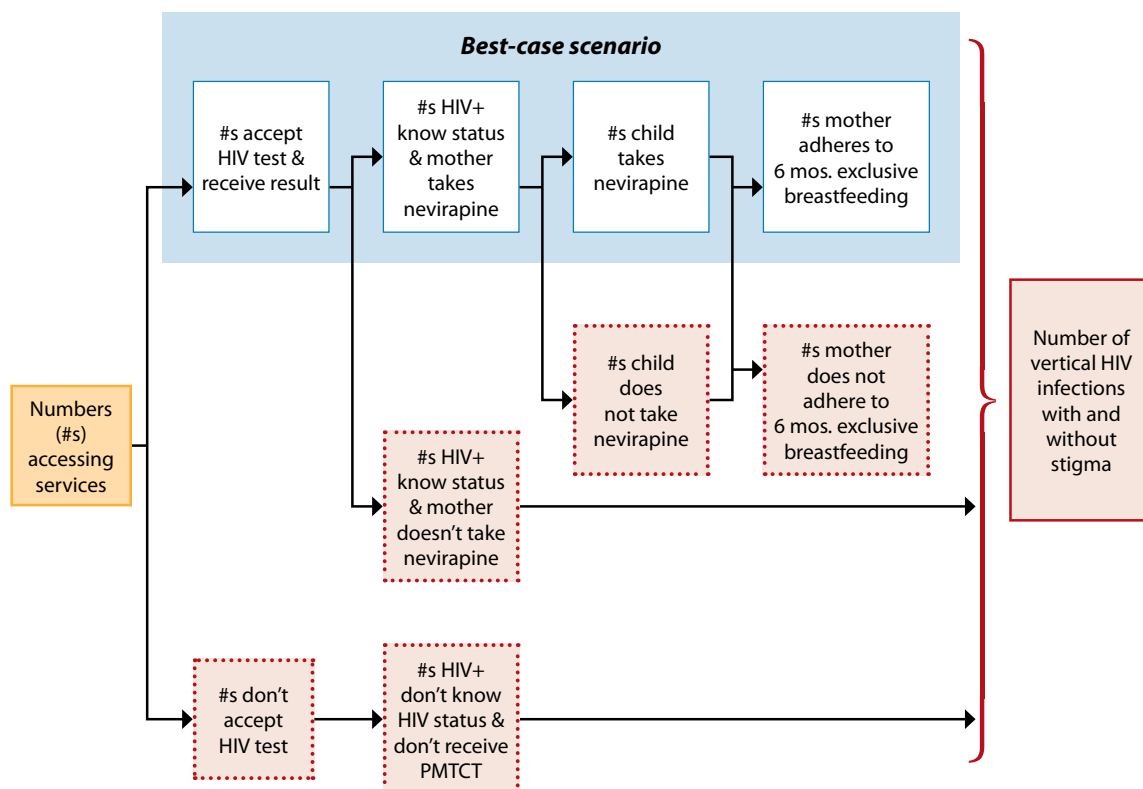 Best-case scenario
#s accept
HIV test &
receive result
#s HIV+
know status
& mother
takes
nevirapine
#s child
takes
nevirapine
#s mother
adheres to
6 mos. exclusive
breastfeeding
#s child
does
not take
nevirapine
#s mother
does not
adhere to
6 mos. exclusive
breastfeeding
Number of
vertical HIV
infections
with and
without
stigma
Numbers
(#s)
accessing
services
#s HIV+
know status
& mother
doesn’t take
nevirapine
#s don’t
accept
HIV test
#s HIV+
don’t know
HIV status &
don’t receive
PMTCT